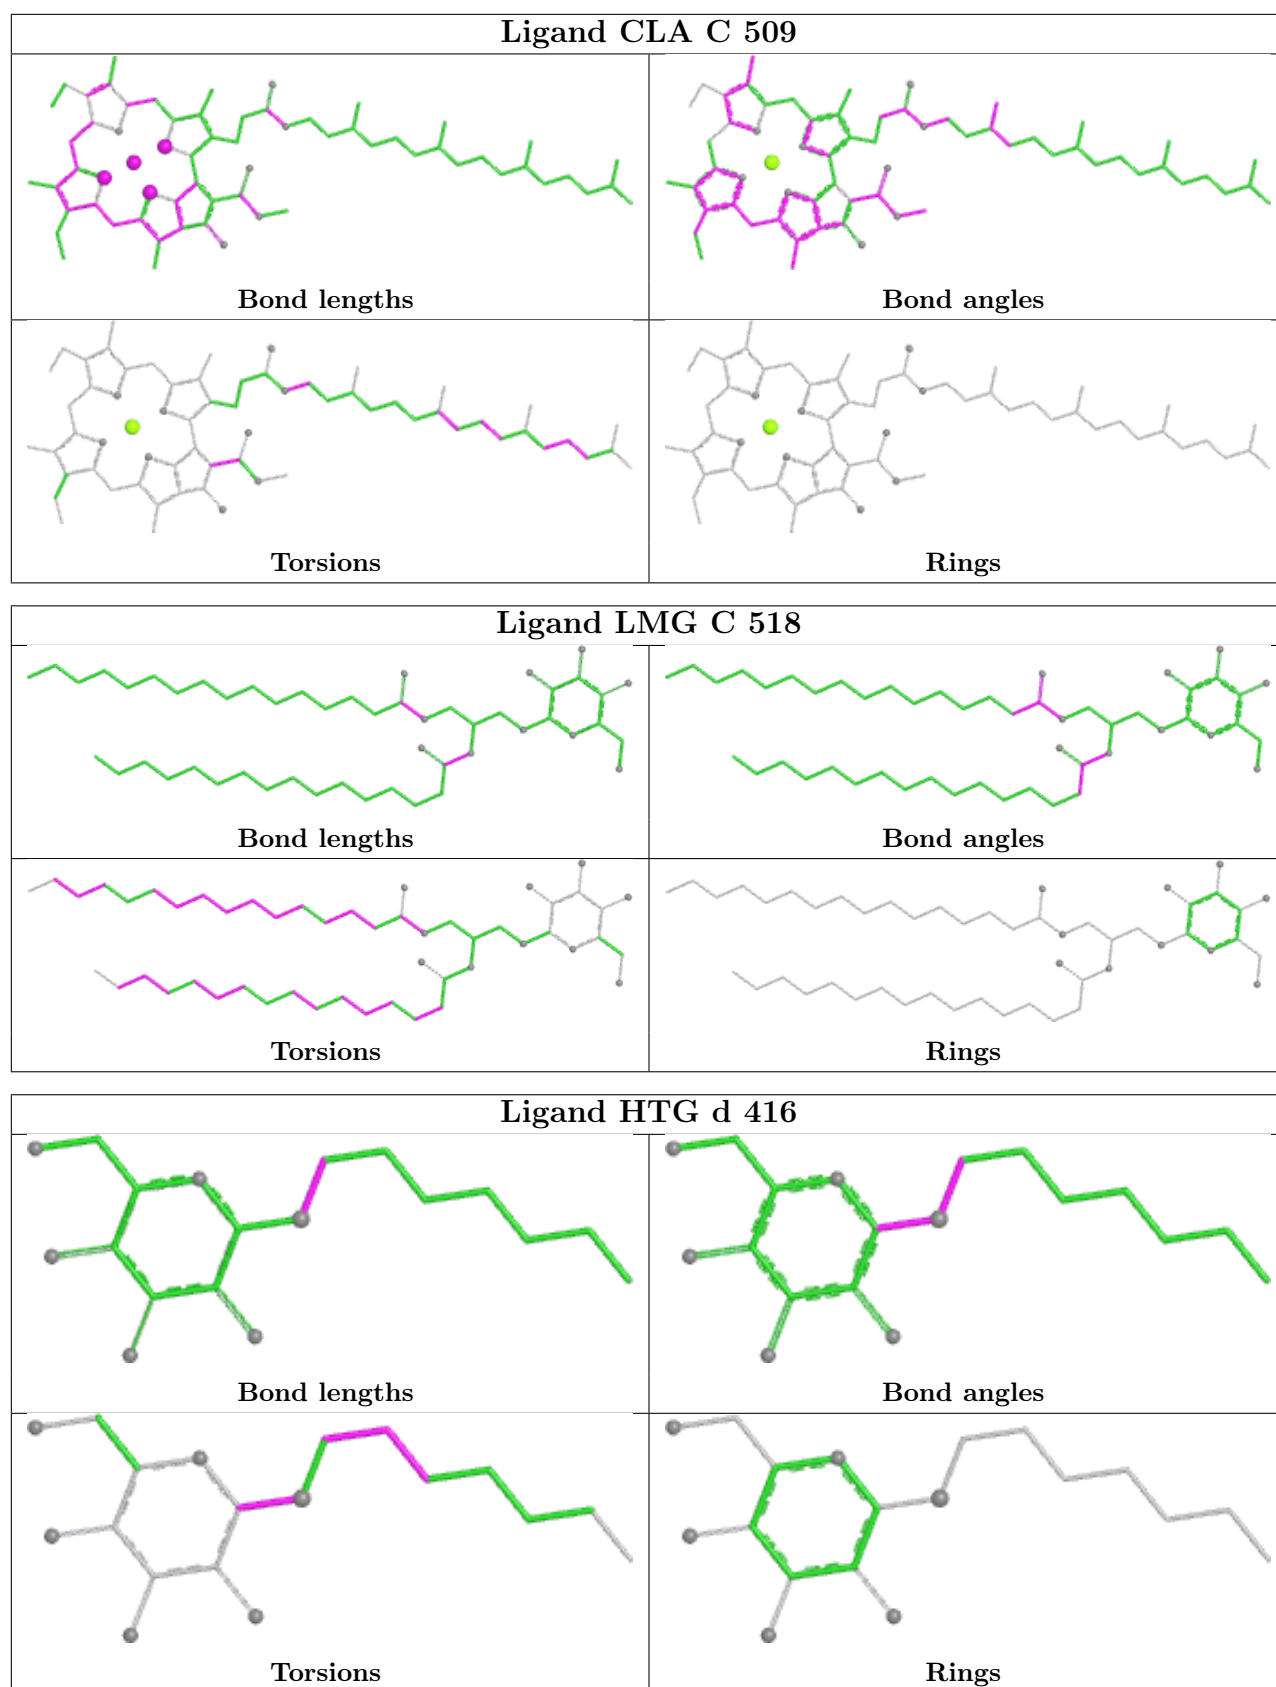 Ligand CLA C 509
Bond lengths
Bond angles
Torsions
Rings
Ligand LMG C 518
Bond lengths
Bond angles
Torsions
Rings
Ligand HTG d 416
Bond lengths
Bond angles
Torsions
Rings